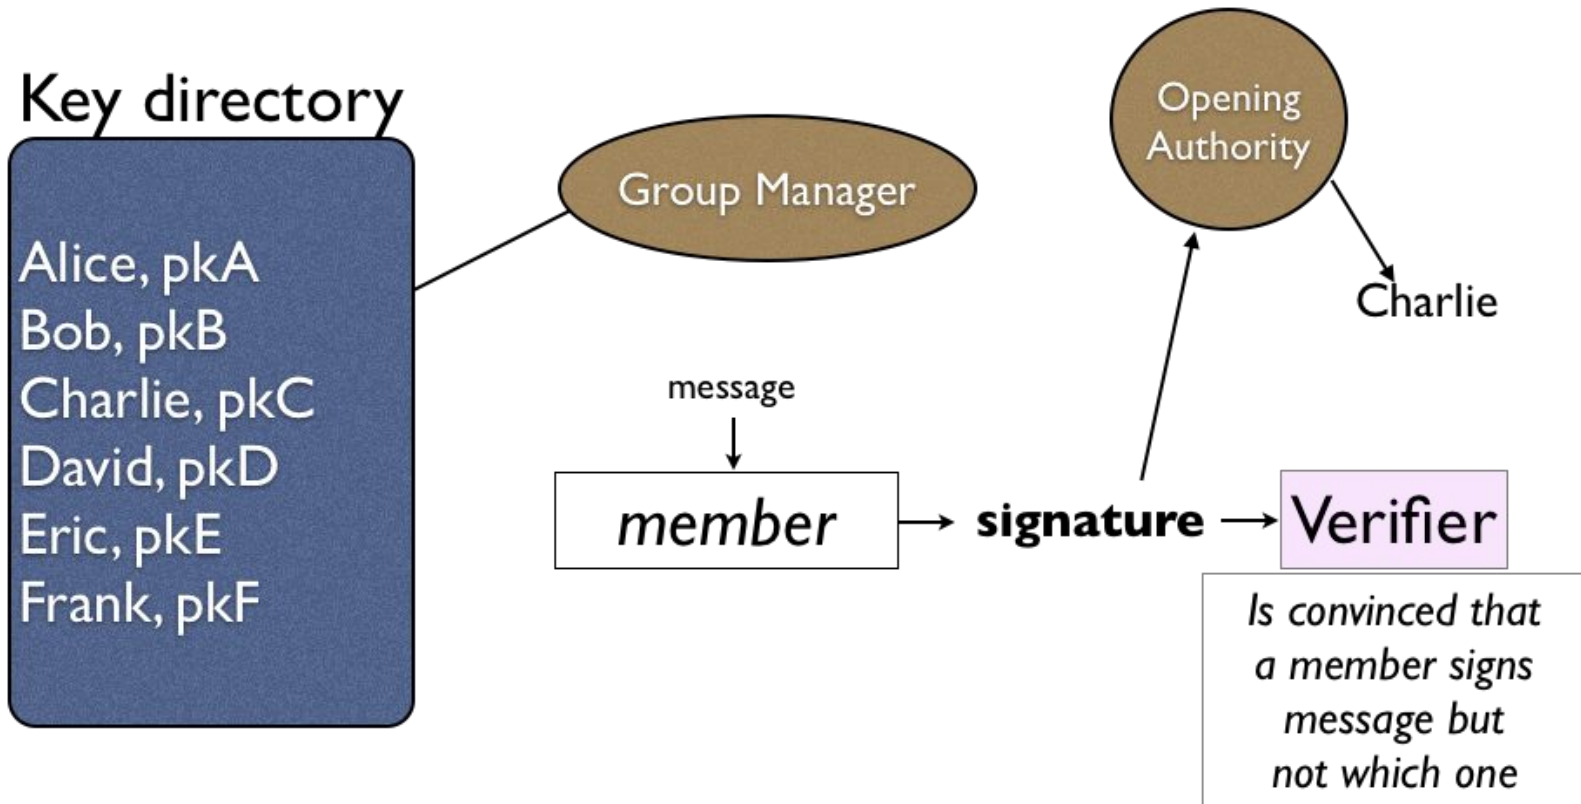 Key directory
Alice, pkA
Bob, pkB
Charlie, pkC
David, pkD
Eric, pkE
Frank, pkF
Group Manager
Opening
Authority
Charlie
message
member
signature
Verifier
Is convinced that
a member signs
message but
not which one